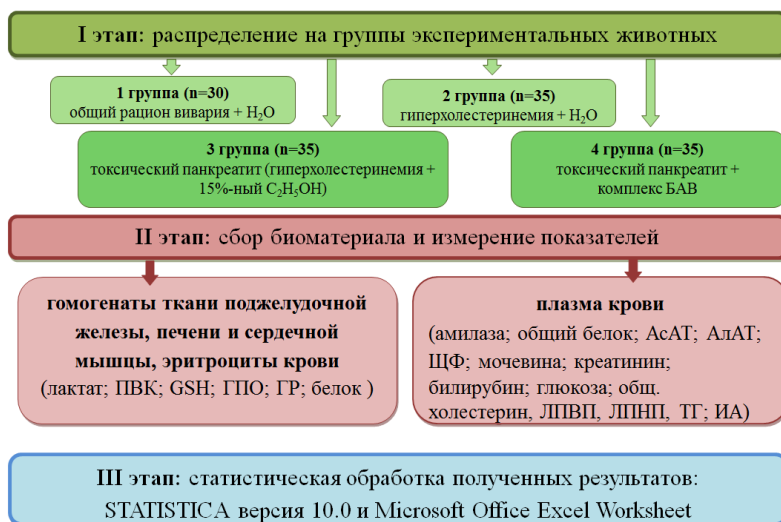 I этап: распределение на группы экспериментальных животных
1 группа (n=30)
общий рацион вивария + H₂O
2 группа (n=35)
гиперхолестеринемия + H₂O
3 группа (n=35)
токсический панкреатит (гиперхолестеринемия +
15%-ный C₂H₅OH)
4 группа (n=35)
токсический панкреатит +
комплекс БАВ
II этап: сбор биоматериала и измерение показателей
гомогенаты ткани поджелудочной
железы, печени и сердечной
мышцы, эритроциты крови
(лактат; ПВК; GSH; ГПО; ГР; белок )
плазма крови
(амилаза; общий белок; АсАТ; АлАТ;
ЩФ; мочевина; креатинин;
билирубин; глюкоза; общ.
холестерин, ЛПВП, ЛПНП, ТГ; ИА)
III этап: статистическая обработка полученных результатов:
STATISTICA версия 10.0 и Microsoft Office Excel Worksheet